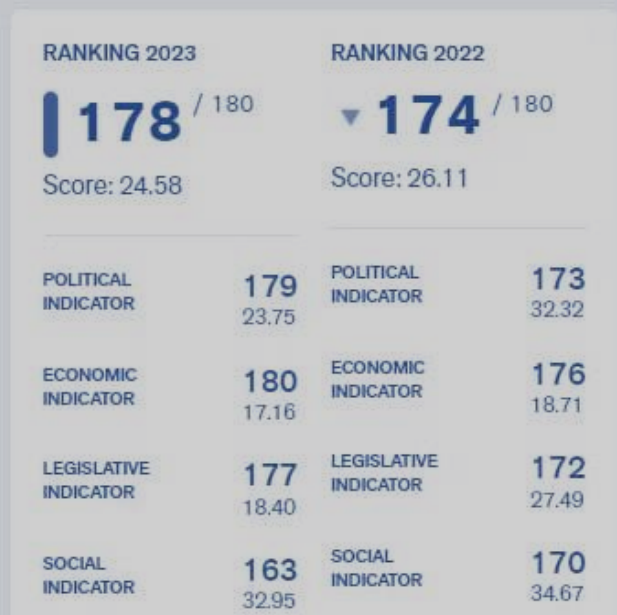 RANKING 2023
178 / 180
Score: 24.58
POLITICAL
INDICATOR
179
23.75
ECONOMIC
INDICATOR
180
17.16
LEGISLATIVE
INDICATOR
177
18.40
SOCIAL
INDICATOR
163
32.95
RANKING 2022
174 / 180
Score: 26.11
POLITICAL
INDICATOR
173
32.32
ECONOMIC
INDICATOR
176
18.71
LEGISLATIVE
INDICATOR
172
27.49
SOCIAL
INDICATOR
170
34.67